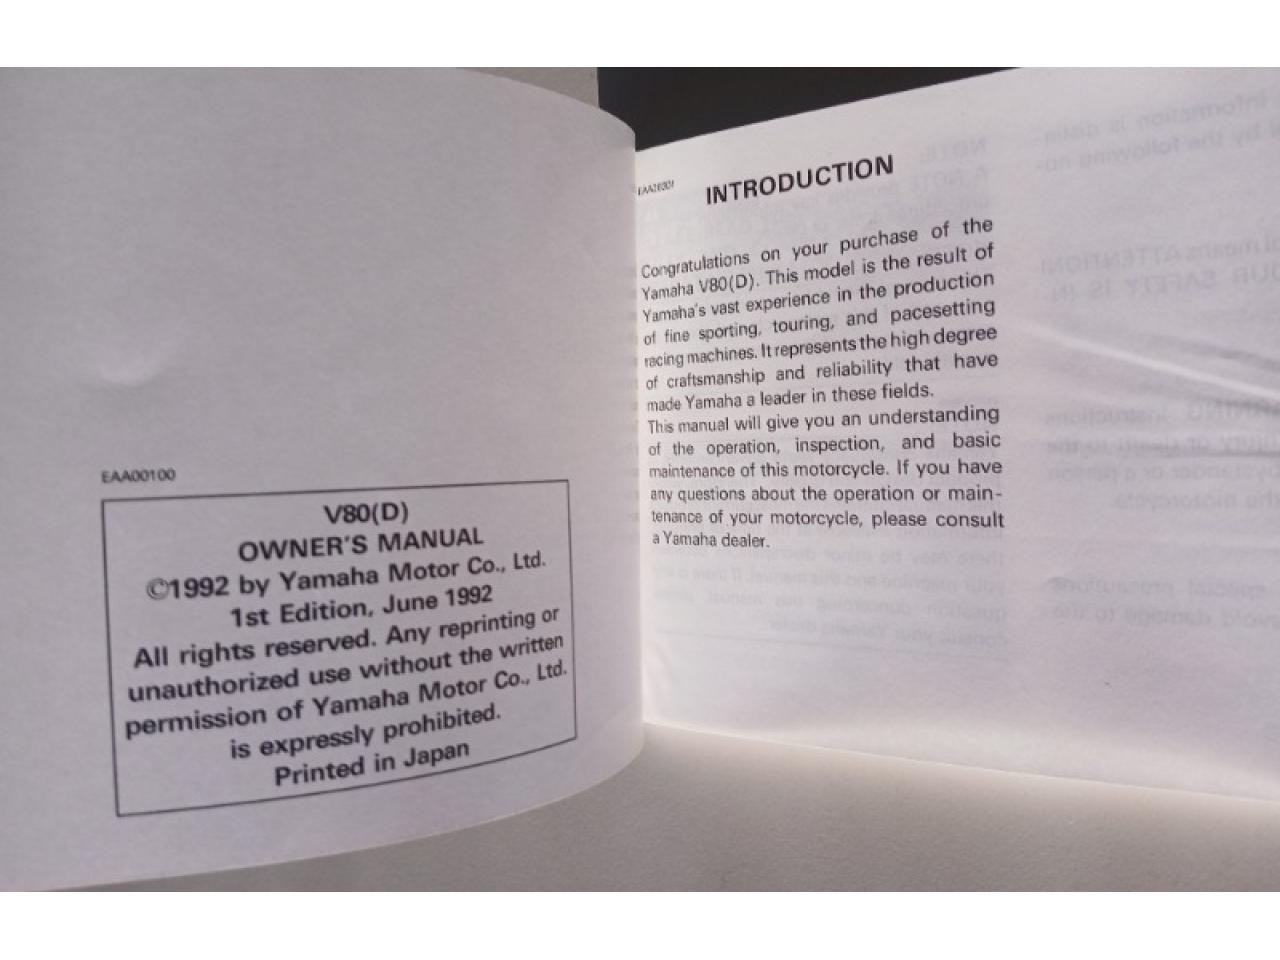 EAA00100
V80(D)
OWNER'S MANUAL
©1992 by Yamaha Motor Co., Ltd.
1st Edition, June 1992
All rights reserved. Any reprinting or
unauthorized use without the written
permission of Yamaha Motor Co., Ltd.
is expressly prohibited.
Printed in Japan
INTRODUCTION
Congratulations on your purchase of the
Yamaha V80(D). This model is the result of
Yamaha's vast experience in the production
of fine sporting, touring, and pacesetting
racing machines. It represents the high degree
of craftsmanship and reliability that have
made Yamaha a leader in these fields.
This manual will give you an understanding
of the operation, inspection, and basic
maintenance of this motorcycle. If you have
any questions about the operation or main-
tenance of your motorcycle, please consult
a Yamaha dealer.